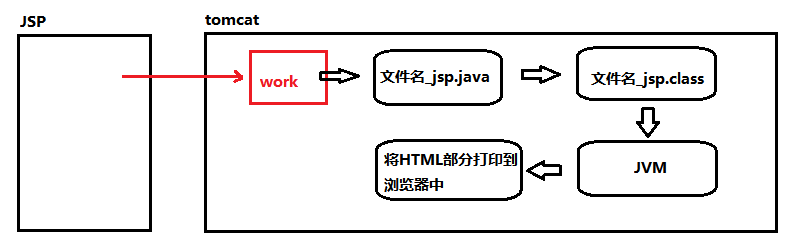 JSP
tomcat
work
文件名_jsp.java
文件名_jsp.class
JVM
将HTML部分打印到
浏览器中